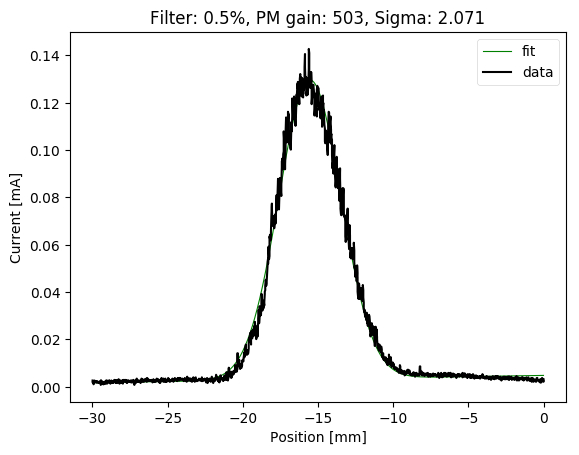 Filter: 0.5%, PM gain: 503, Sigma: 2.071
fit
data
0.14
0.12
0.10
0.08
0.06
0.04
0.02
0.00
Current [mA]
−30 −25 −20 −15 −10 −5 0
Position [mm]